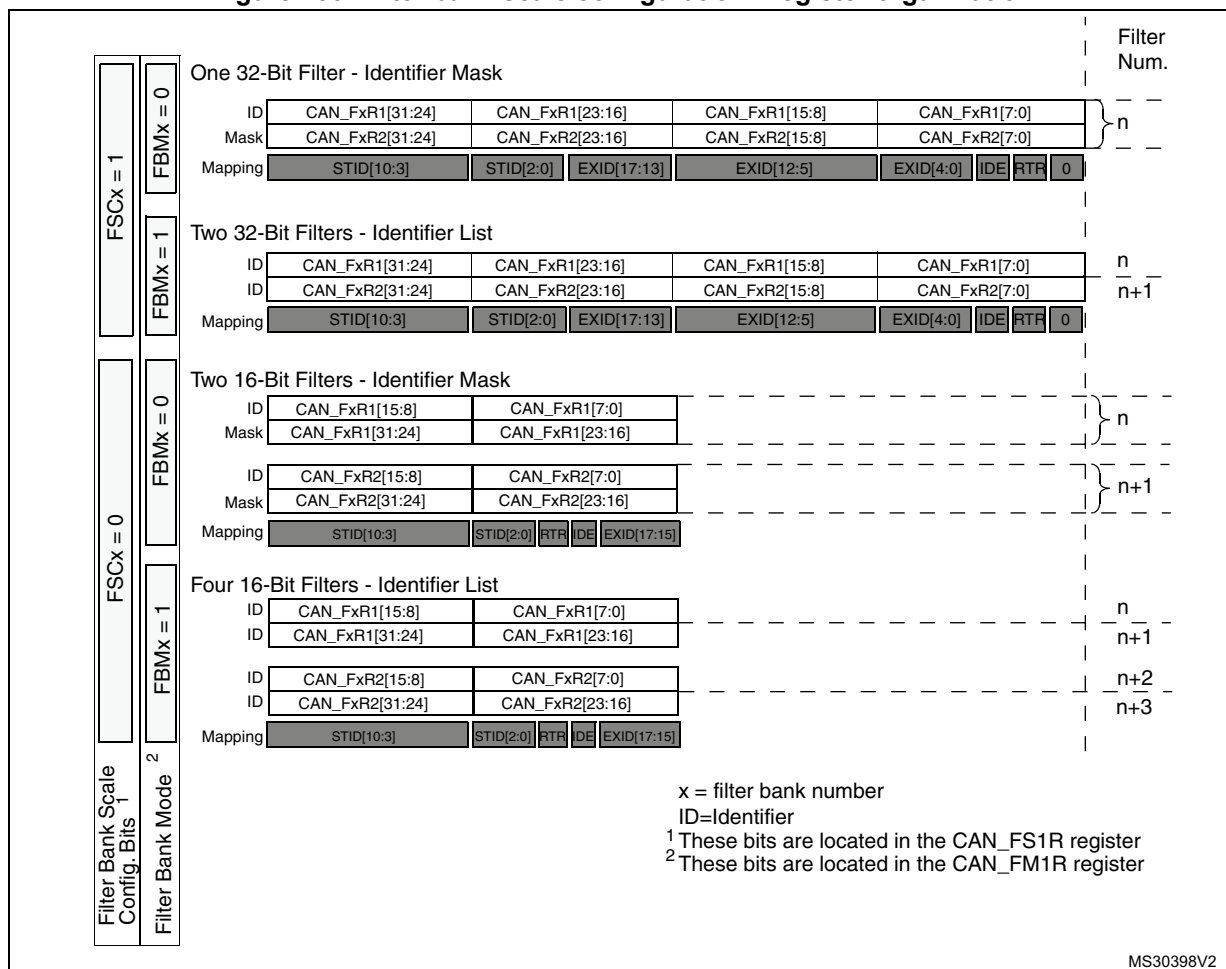 Filter
Num.
One 32-Bit Filter - Identifier Mask
ID CAN_FxR1[31:24] CAN_FxR1[23:16] CAN_FxR1[15:8] CAN_FxR1[7:0]
n
Mask CAN_FxR2[31:24] CAN_FxR2[23:16] CAN_FxR2[15:8] CAN_FxR2[7:0]
Mapping STID[10:3] STID[2:0] EXID[17:13] EXID[12:5] EXID[4:0] IDE RTR 0
FSCx = 1
FBMx = 0
Two 32-Bit Filters - Identifier List
ID CAN_FxR1[31:24] CAN_FxR1[23:16] CAN_FxR1[15:8] CAN_FxR1[7:0] n
ID CAN_FxR2[31:24] CAN_FxR2[23:16] CAN_FxR2[15:8] CAN_FxR2[7:0] n+1
Mapping STID[10:3] STID[2:0] EXID[17:13] EXID[12:5] EXID[4:0] IDE RTR 0
FBMx = 1
Two 16-Bit Filters - Identifier Mask
ID CAN_FxR1[15:8] CAN_FxR1[7:0]
n
Mask CAN_FxR1[31:24] CAN_FxR1[23:16]
ID CAN_FxR2[15:8] CAN_FxR2[7:0]
n+1
Mask CAN_FxR2[31:24] CAN_FxR2[23:16]
Mapping STID[10:3] STID[2:0] RTR IDE EXID[17:15]
FSCx = 0
FBMx = 0
Four 16-Bit Filters - Identifier List
ID CAN_FxR1[15:8] CAN_FxR1[7:0] n
ID CAN_FxR1[31:24] CAN_FxR1[23:16] n+1
ID CAN_FxR2[15:8] CAN_FxR2[7:0] n+2
ID CAN_FxR2[31:24] CAN_FxR2[23:16] n+3
Mapping STID[10:3] STID[2:0] RTR IDE EXID[17:15]
FBMx = 1
Filter Bank Scale
Config. Bits 1
Filter Bank Mode 2
x = filter bank number
ID=Identifier
1 These bits are located in the CAN_FS1R register
2 These bits are located in the CAN_FM1R register
MS30398V2